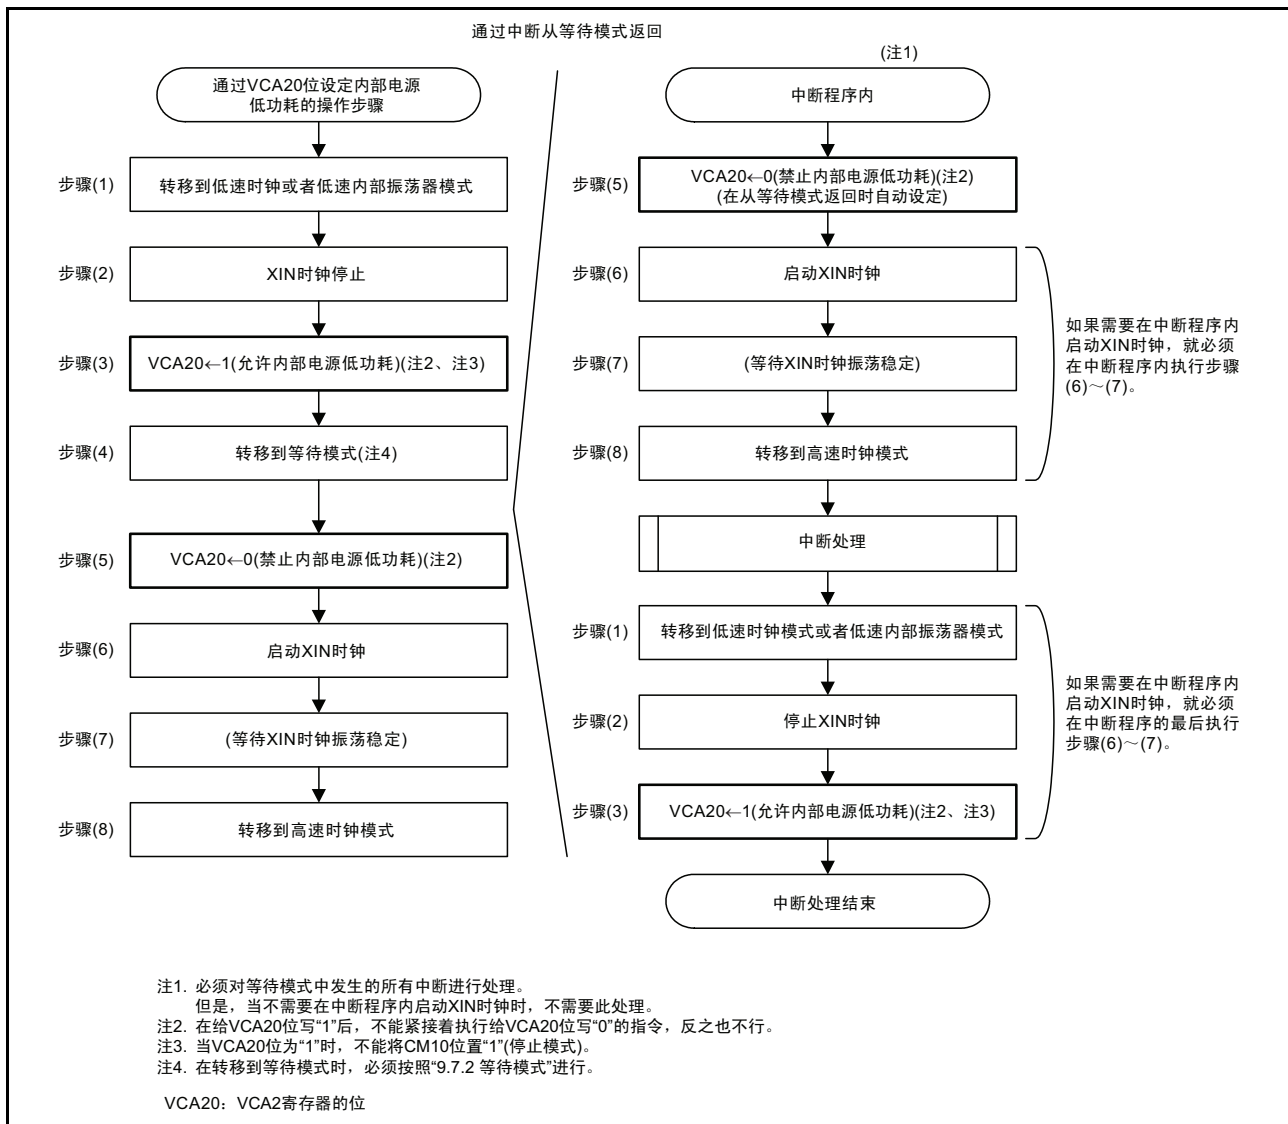 通过中断从等待模式返回
通过VCA20位设定内部电源
低功耗的操作步骤
步骤(1)
转移到低速时钟或者低速内部振荡器模式
步骤(2)
XIN时钟停止
步骤(3)
VCA20←1(允许内部电源低功耗)(注2、注3)
步骤(4)
转移到等待模式(注4)
步骤(5)
VCA20←0(禁止内部电源低功耗)(注2)
步骤(6)
启动XIN时钟
步骤(7)
(等待XIN时钟振荡稳定)
步骤(8)
转移到高速时钟模式
(注1)
中断程序内
步骤(5)
VCA20←0(禁止内部电源低功耗)(注2)
(在从等待模式返回时自动设定)
步骤(6)
启动XIN时钟
步骤(7)
(等待XIN时钟振荡稳定)
步骤(8)
转移到高速时钟模式
如果需要在中断程序内
启动XIN时钟，就必须
在中断程序内执行步骤
(6)～(7)。
中断处理
步骤(1)
转移到低速时钟模式或者低速内部振荡器模式
步骤(2)
停止XIN时钟
步骤(3)
VCA20←1(允许内部电源低功耗)(注2、注3)
如果需要在中断程序内
启动XIN时钟，就必须
在中断程序的最后执行
步骤(6)～(7)。
中断处理结束
注1. 必须对等待模式中发生的所有中断进行处理。
但是，当不需要在中断程序内启动XIN时钟时，不需要此处理。
注2. 在给VCA20位写“1”后，不能紧接着执行给VCA20位写“0”的指令，反之也不行。
注3. 当VCA20位为“1”时，不能将CM10位置“1”(停止模式)。
注4. 在转移到等待模式时，必须按照“9.7.2 等待模式”进行。
VCA20：VCA2寄存器的位